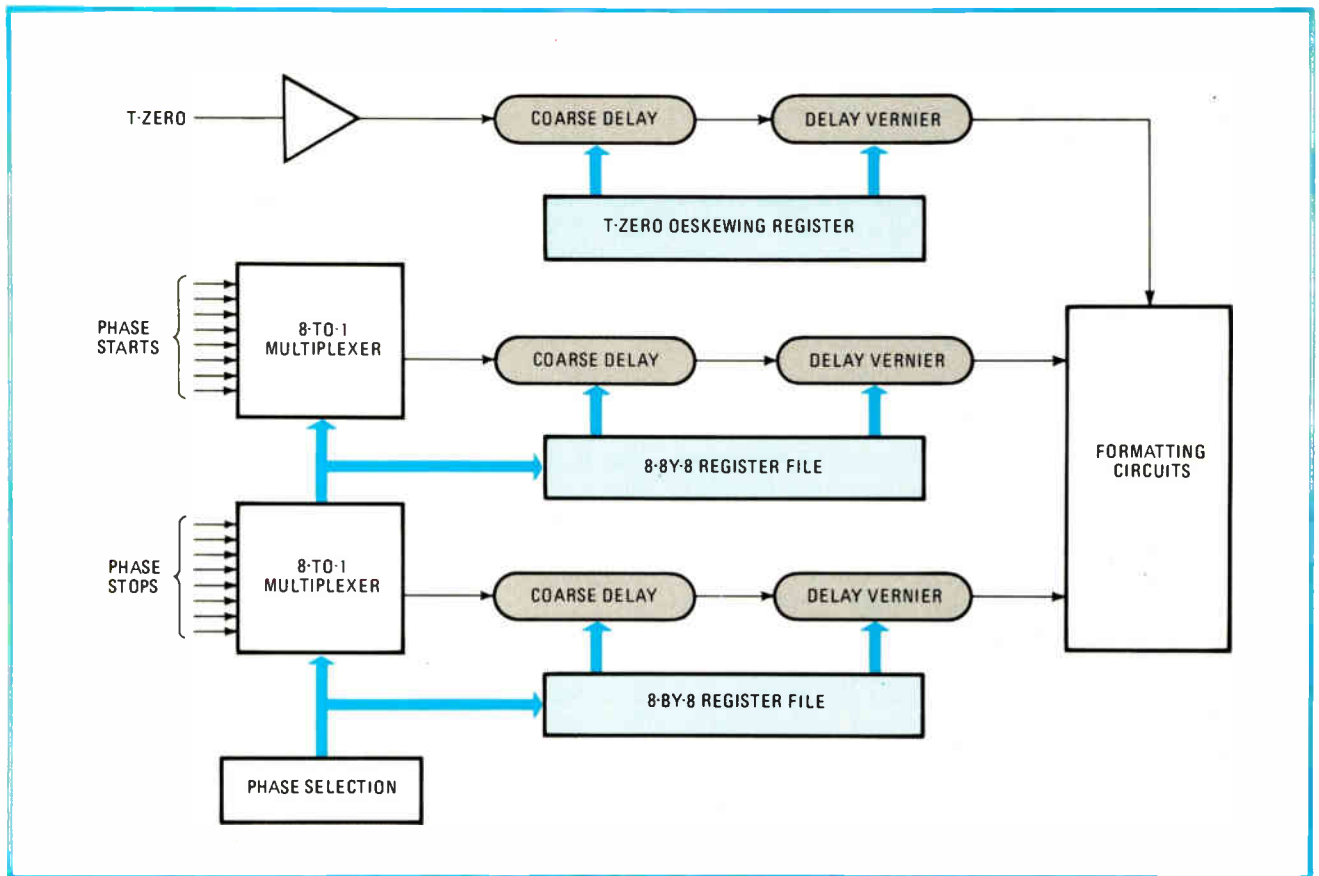 T-ZERO
COARSE DELAY
DELAY VERNIER
T-ZERO OESKEWING REGISTER
PHASE
STARTS
8-TO-1
MULTIPLEXER
COARSE DELAY
DELAY VERNIER
8-8Y-8 REGISTER FILE
FORMATTING
CIRCUITS
PHASE
STOPS
8-TO-1
MULTIPLEXER
COARSE DELAY
DELAY VERNIER
8-BY-8 REGISTER FILE
PHASE SELECTION